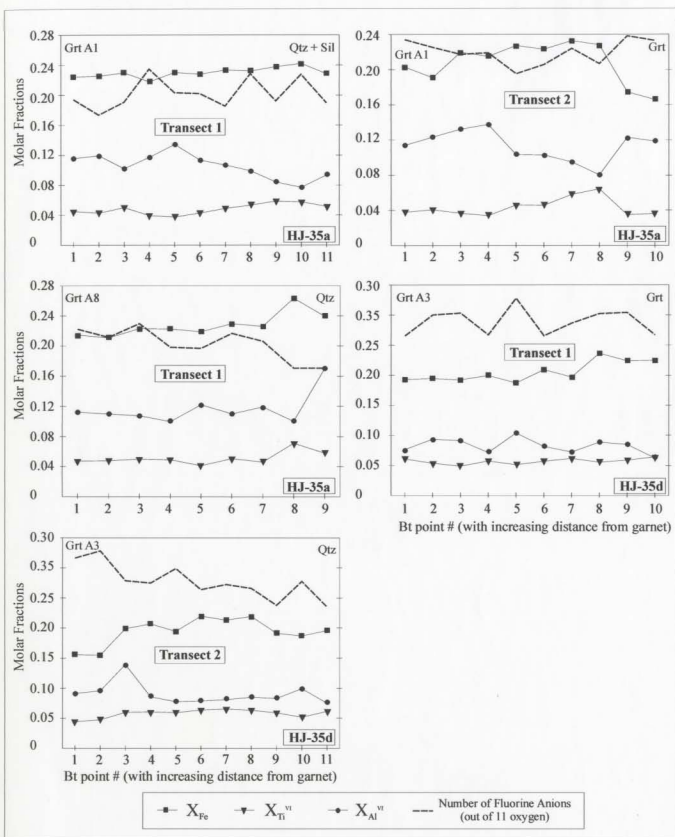 Molar Fractions
0.28
0.24
0.20
0.16
0.12
0.08
0.04
0
Grt A1
Qtz + Sil
Transect 1
HJ-35a
1 2 3 4 5 6 7 8 9 10 11
0.24
0.20
0.16
0.12
0.08
0.04
0
Grt A1
Grt
Transect 2
HJ-35a
1 2 3 4 5 6 7 8 9 10
Molar Fractions
0.28
0.24
0.20
0.16
0.12
0.08
0.04
0
Grt A8
Qtz
Transect 1
HJ-35a
1 2 3 4 5 6 7 8 9
0.30
0.35
0.25
0.20
0.15
0.10
0.05
0
Grt A3
Grt
Transect 1
HJ-35d
1 2 3 4 5 6 7 8 9 10
Bt point # (with increasing distance from garnet)
Molar Fractions
0.30
0.35
0.25
0.20
0.15
0.10
0.05
0
Grt A3
Qtz
Transect 2
HJ-35d
1 2 3 4 5 6 7 8 9 10 11
Bt point # (with increasing distance from garnet)
X Fe
X Ti VI
X Al VI
Number of Fluorine Anions
(out of 11 oxygen)